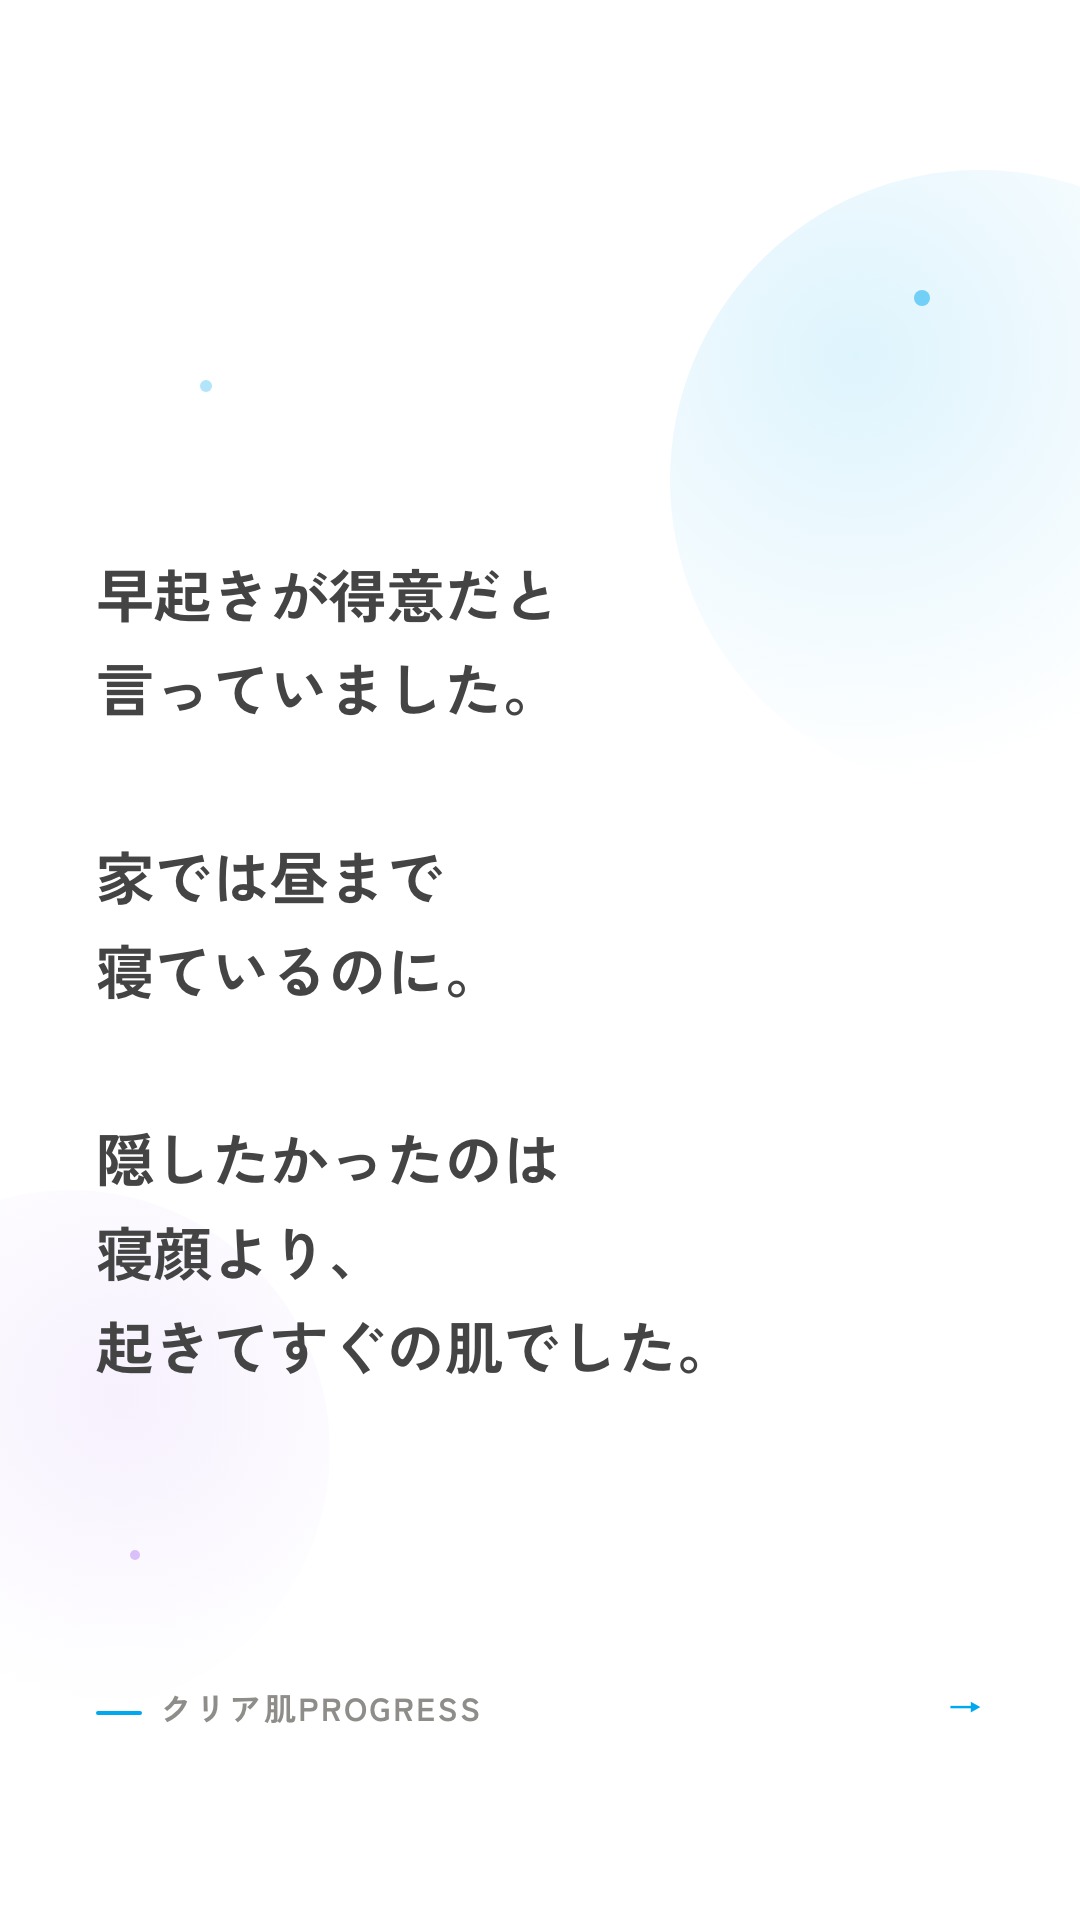 早起きが得意だと
言っていました。
家では昼まで
寝ているのに。
隠したかったのは
寝顔より、
起きてすぐの肌でした。
クリア肌PROGRESS
→